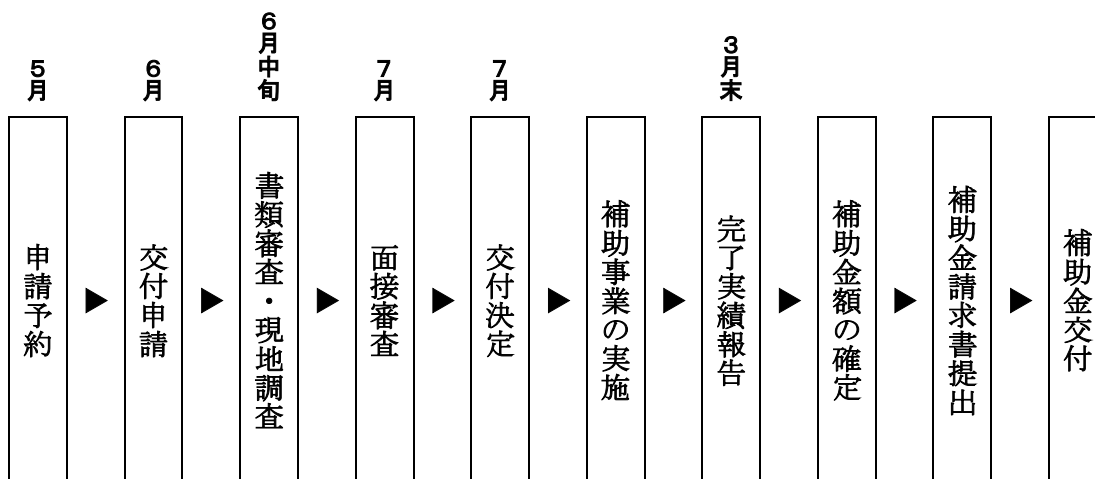 5月
申請予約
6月
交付申請
6月中旬
書類審査・現地調査
7月
面接審査
7月
交付決定
補助事業の実施
3月末
完了実績報告
補助金額の確定
補助金請求書提出
補助金交付